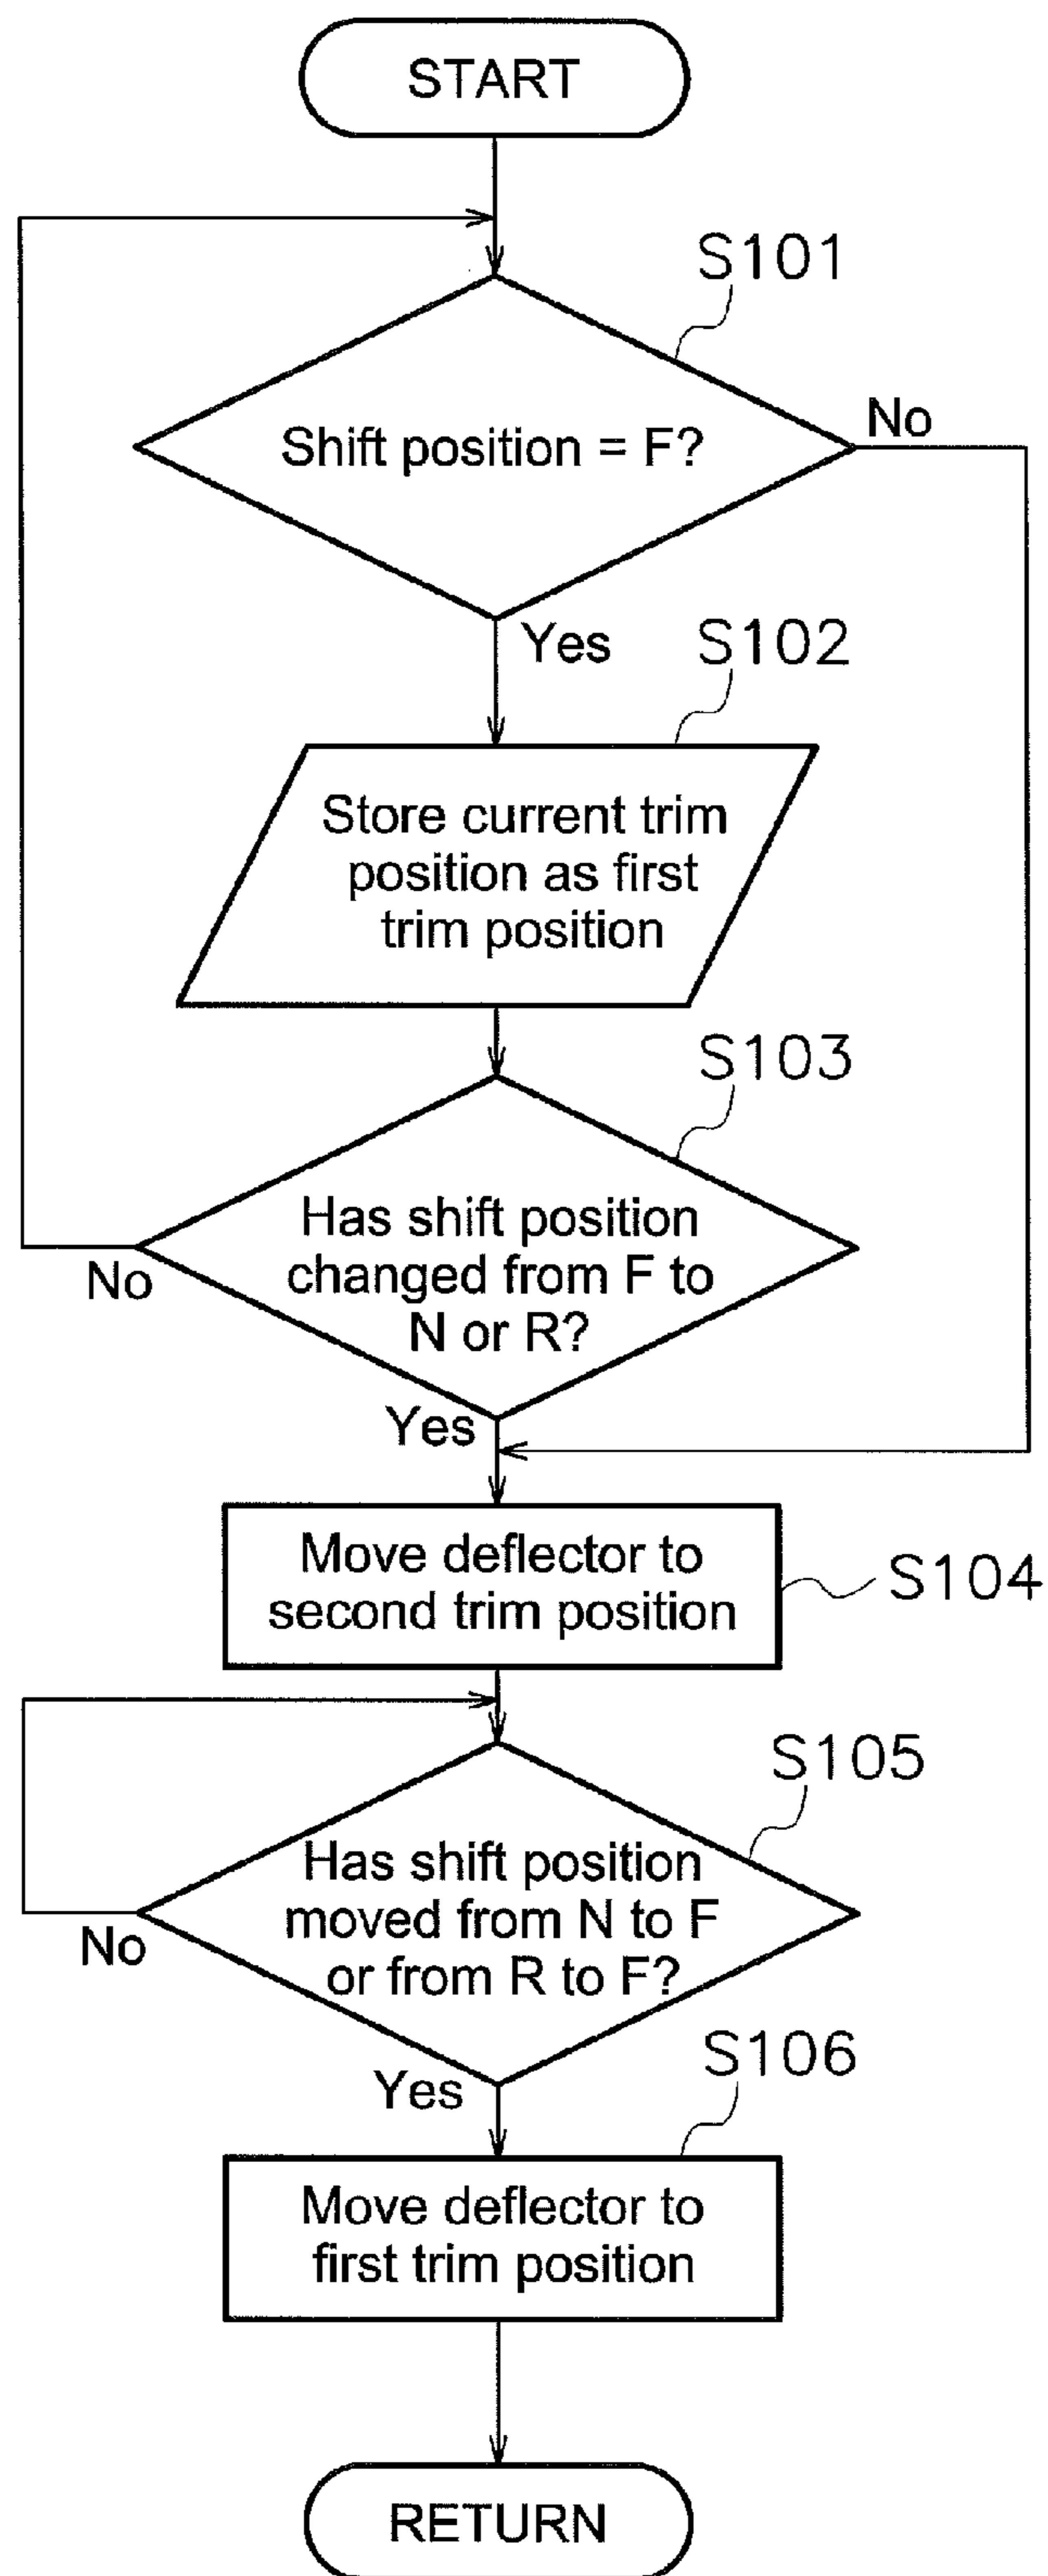 START
S101
Shift position = F?
No
Yes
S102
Store current trim
position as first
trim position
S103
Has shift position
changed from F to
N or R?
No
Yes
Move deflector to
second trim position
S104
S105
Has shift position
moved from N to F
or from R to F?
No
Yes
S106
Move deflector to
first trim position
RETURN